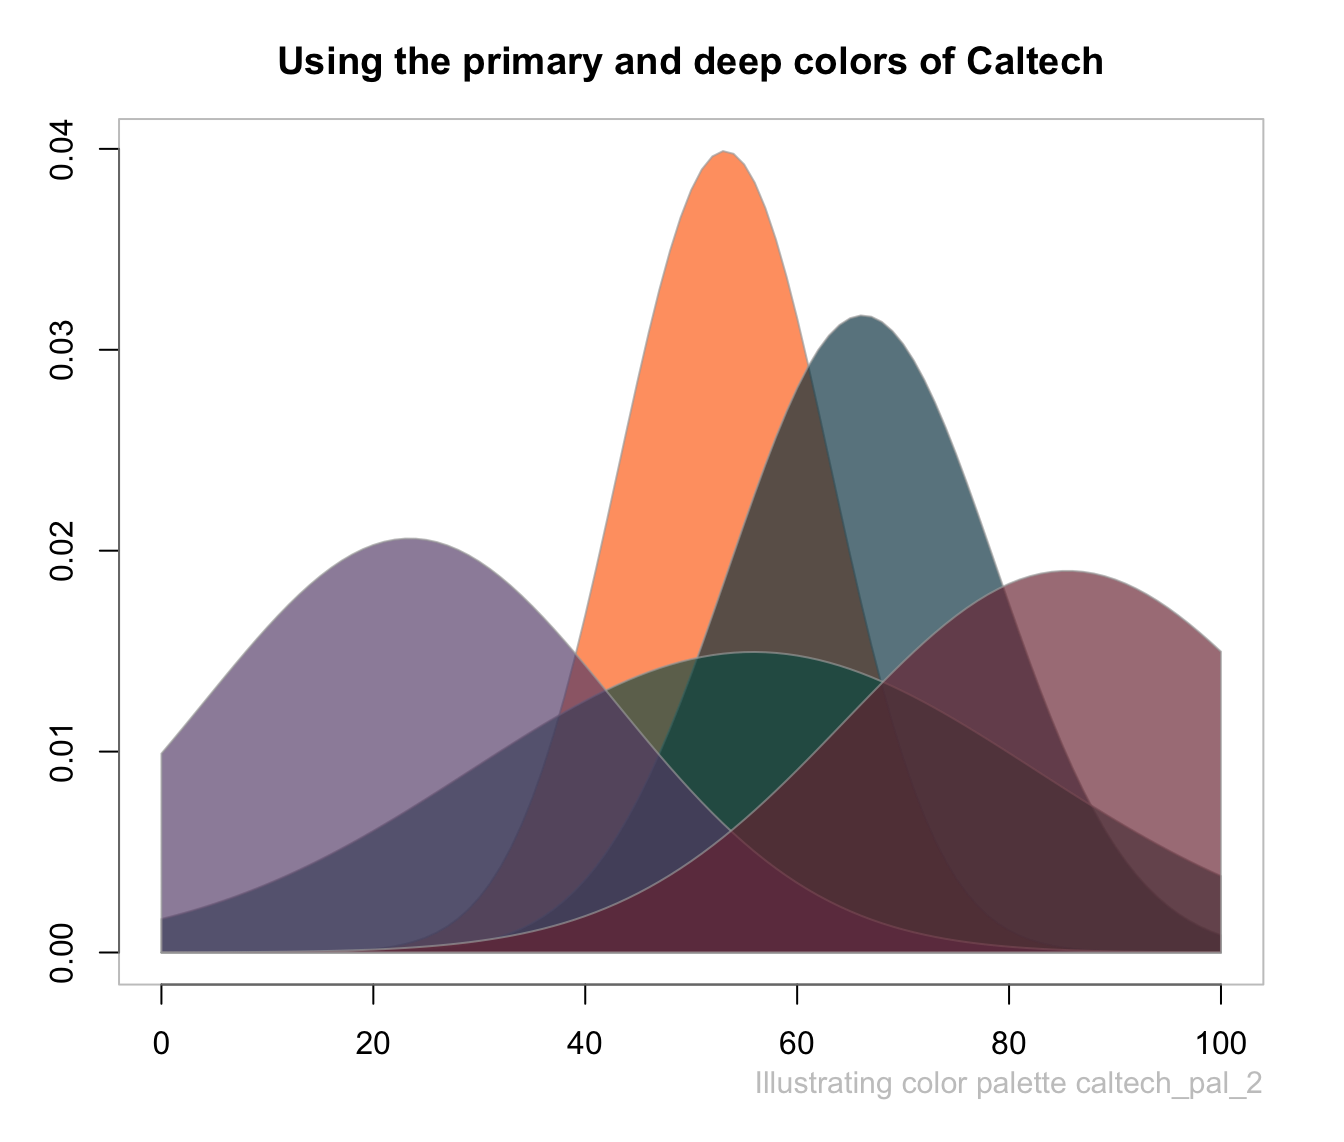 Using the primary and deep colors of Caltech
0.04
0.03
0.02
0.01
0.00
0 20 40 60 80 100
Illustrating color palette caltech_pal_2